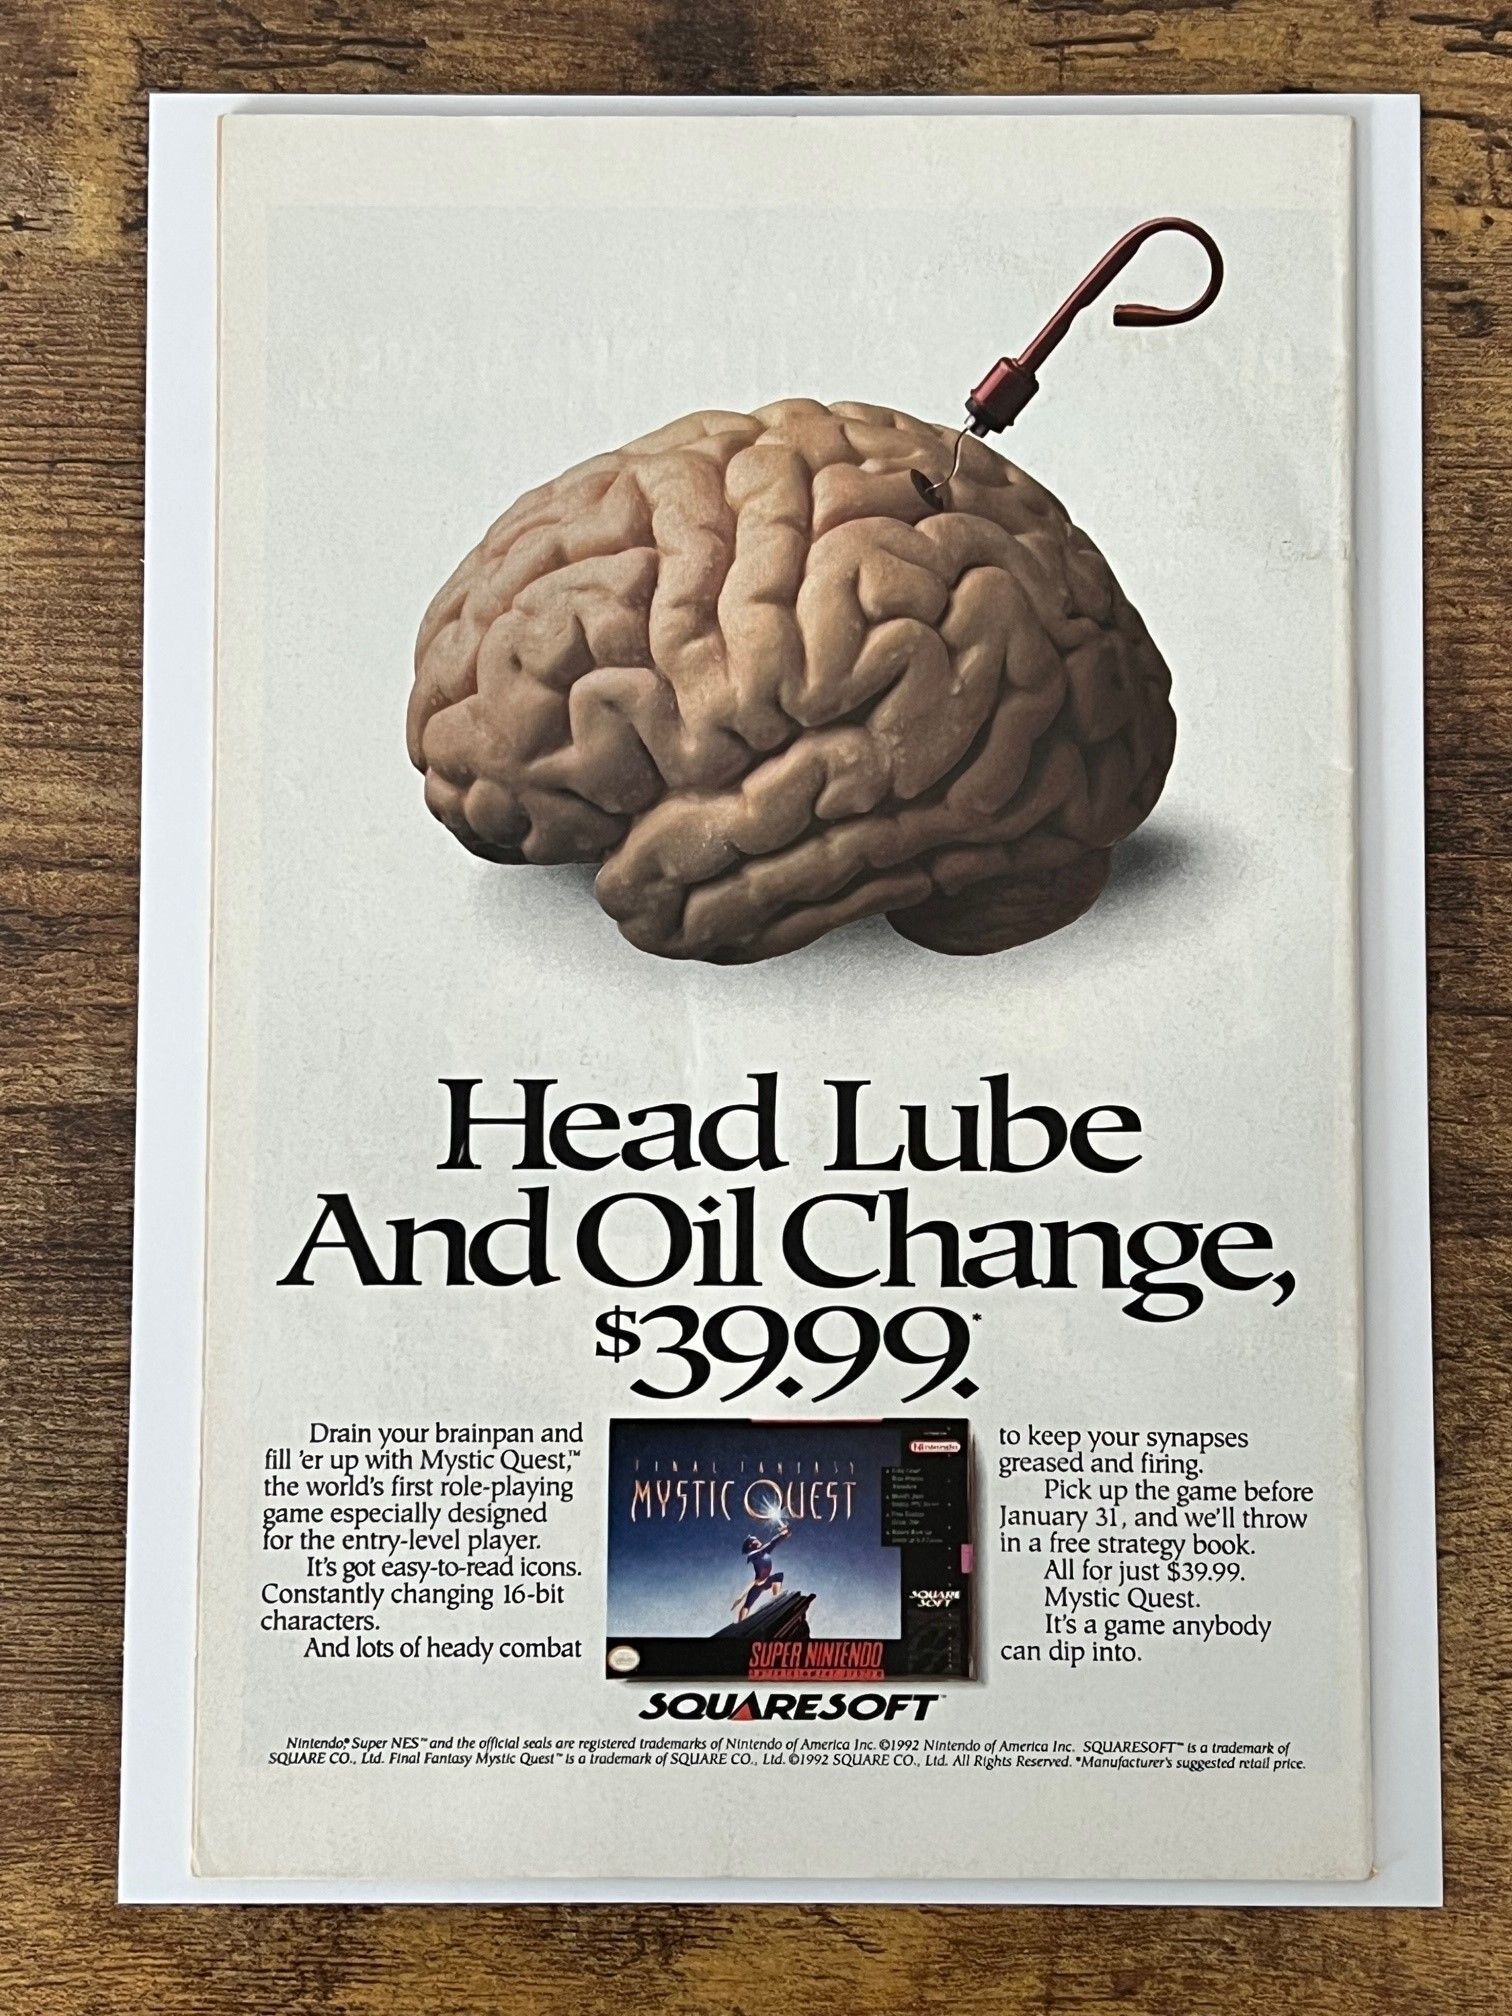 Head Lube
And Oil Change,
$39.99.*
Drain your brainpan and
fill 'er up with Mystic Quest,™
the world's first role-playing
game especially designed
for the entry-level player.
It's got easy-to-read icons.
Constantly changing 16-bit
characters.
And lots of heady combat
Nintendo
FINAL FANTASY
MYSTIC QUEST
SQUARE
SOFT
SUPER NINTENDO
to keep your synapses
greased and firing.
Pick up the game before
January 31, and we'll throw
in a free strategy book.
All for just $39.99.
Mystic Quest.
It's a game anybody
can dip into.
SQUARESOFT™
Nintendo,® Super NES™ and the official seals are registered trademarks of Nintendo of America Inc. ©1992 Nintendo of America Inc. SQUARESOFT™ is a trademark of
SQUARE CO., Ltd. Final Fantasy Mystic Quest™ is a trademark of SQUARE CO., Ltd. ©1992 SQUARE CO., Ltd. All Rights Reserved. *Manufacturer's suggested retail price.